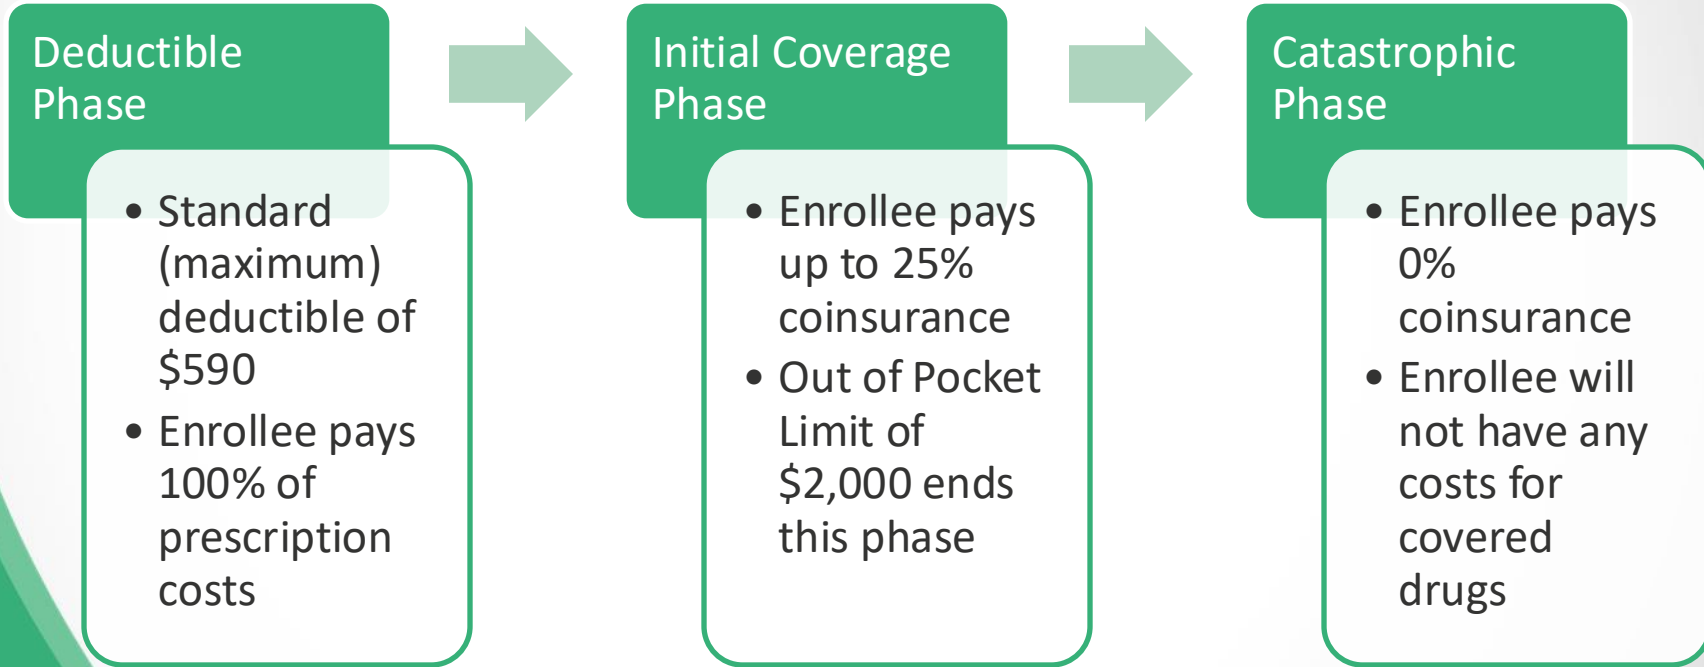 Deductible
Phase
• Standard
(maximum)
deductible of
$590
• Enrollee pays
100% of
prescription
costs
Initial Coverage
Phase
• Enrollee pays
up to 25%
coinsurance
• Out of Pocket
Limit of
$2,000 ends
this phase
Catastrophic
Phase
• Enrollee pays
0%
coinsurance
• Enrollee will
not have any
costs for
covered
drugs